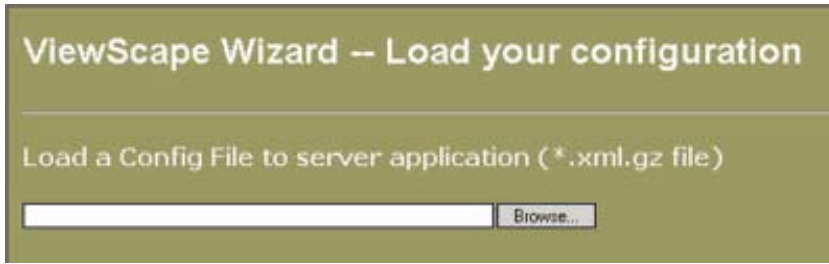 ViewScape Wizard -- Load your configuration
Load a Config File to server application (*.xml.gz file)
Browse...